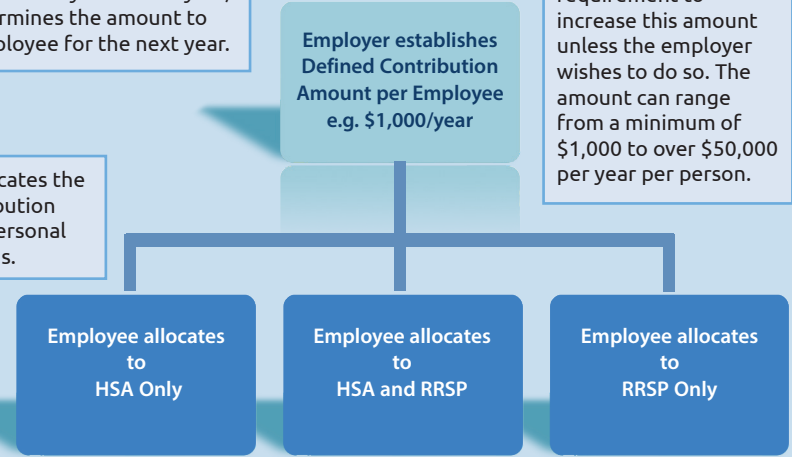 ermines the amount to
ployee for the next year.
Employer establishes
Defined Contribution
Amount per Employee
e.g. $1,000/year
increase this amount
unless the employer
wishes to do so. The
amount can range
from a minimum of
$1,000 to over $50,000
per year per person.
cates the
bution
ersonal
s.
Employee allocates
to
HSA Only
Employee allocates
to
HSA and RRSP
Employee allocates
to
RRSP Only